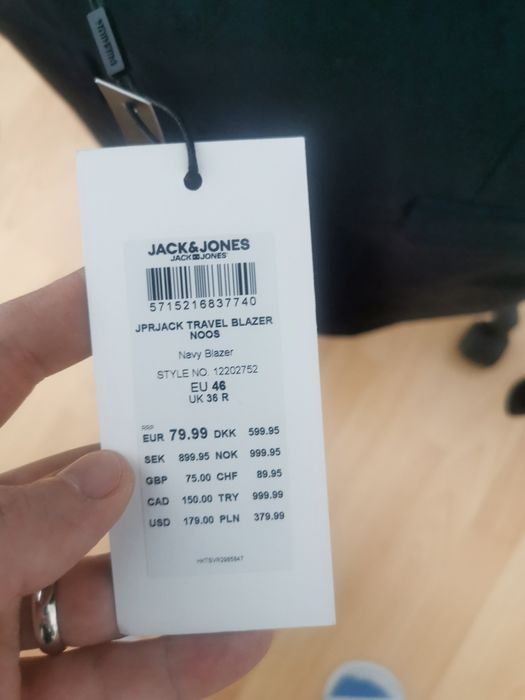 JACK&JONES
JACK JONES
5715216837740
JPRJACK TRAVEL BLAZER
NOOS
Navy Blazer
STYLE NO. 12202752
EU 46
UK 36 R
RRP
EUR 79.99 DKK 599.95
SEK 899.95 NOK 999.95
GBP 75.00 CHF 89.95
CAD 150.00 TRY 999.99
USD 179.00 PLN 379.99